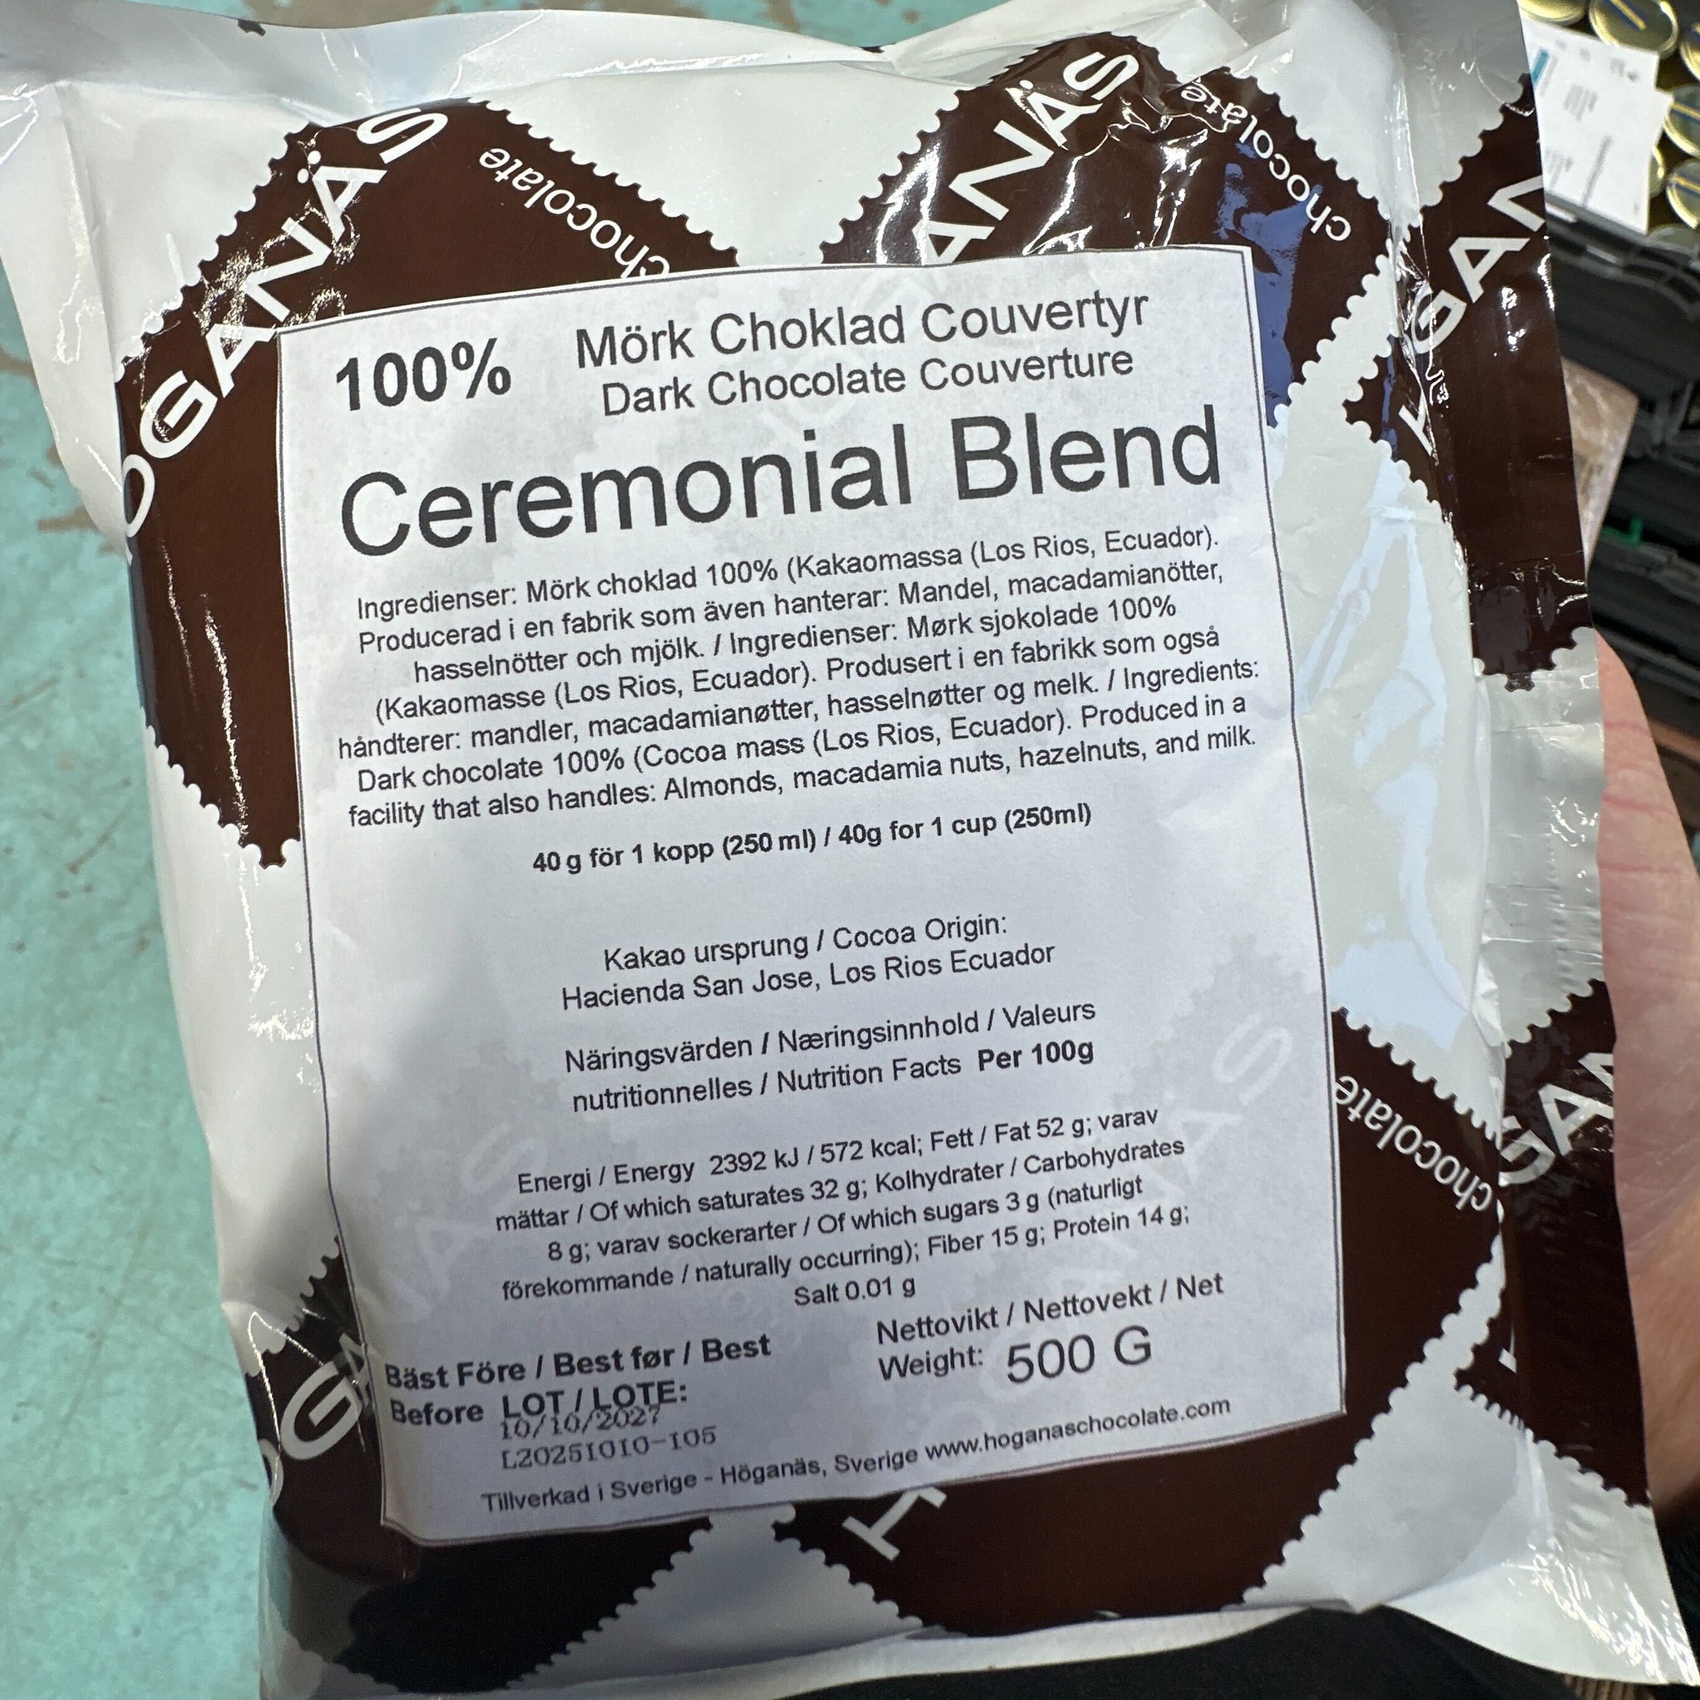 ÖGANÄS
chocolate
ANÄS
chocolate
GAN
100%
Mörk Choklad Couvertyr
Dark Chocolate Couverture
Ceremonial Blend
Ingredienser: Mörk choklad 100% (Kakaomassa (Los Rios, Ecuador).
Producerad i en fabrik som även hanterar: Mandel, macadamianötter,
hasselnötter och mjölk. / Ingredienser: Mørk sjokolade 100%
(Kakaomasse (Los Rios, Ecuador). Produsert i en fabrikk som også
håndterer: mandler, macadamianøtter, hasselnøtter og melk. / Ingredients:
Dark chocolate 100% (Cocoa mass (Los Rios, Ecuador). Produced in a
facility that also handles: Almonds, macadamia nuts, hazelnuts, and milk.
40 g för 1 kopp (250 ml) / 40g for 1 cup (250ml)
Kakao ursprung / Cocoa Origin:
Hacienda San Jose, Los Rios Ecuador
Näringsvärden / Næringsinnhold / Valeurs
nutritionnelles / Nutrition Facts Per 100g
Energi / Energy 2392 kJ / 572 kcal; Fett / Fat 52 g; varav
mättar / Of which saturates 32 g; Kolhydrater / Carbohydrates
8 g; varav sockerarter / Of which sugars 3 g (naturligt
förekommande / naturally occurring); Fiber 15 g; Protein 14 g;
Salt 0.01 g
Bäst Före / Best før / Best
Before LOT / LOTE:
10/10/2027
L20251010-105
Nettovikt / Nettovekt / Net
Weight: 500 G
Tillverkad i Sverige - Höganäs, Sverige www.hoganaschocolate.com
chocolate